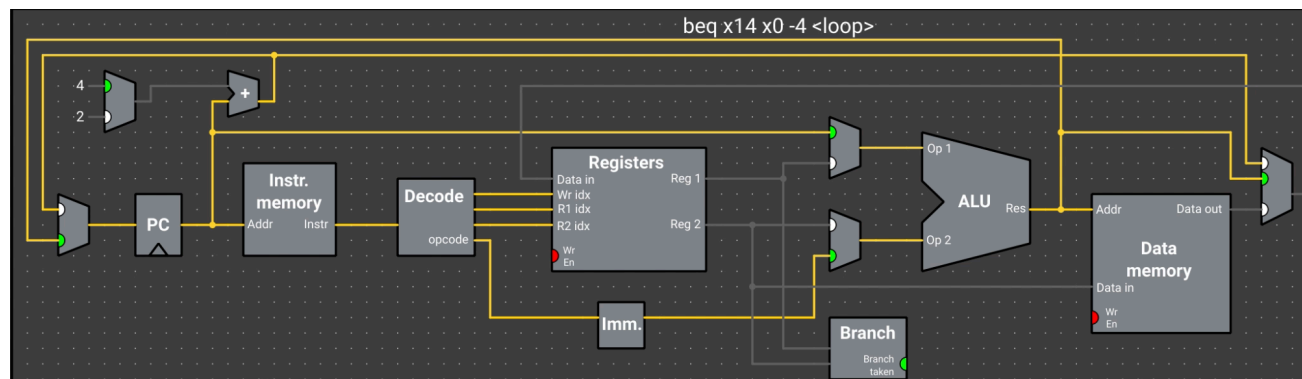 beq x14 x0 -4 <loop>
4
2
+
PC
Instr.
memory
Addr
Instr
Decode
opcode
Registers
Data in
Wr idx
R1 idx
R2 idx
Wr
En
Reg 1
Reg 2
Imm.
Op 1
Op 2
ALU
Res
Branch
Branch
taken
Addr
Data out
Data
memory
Data in
Wr
En